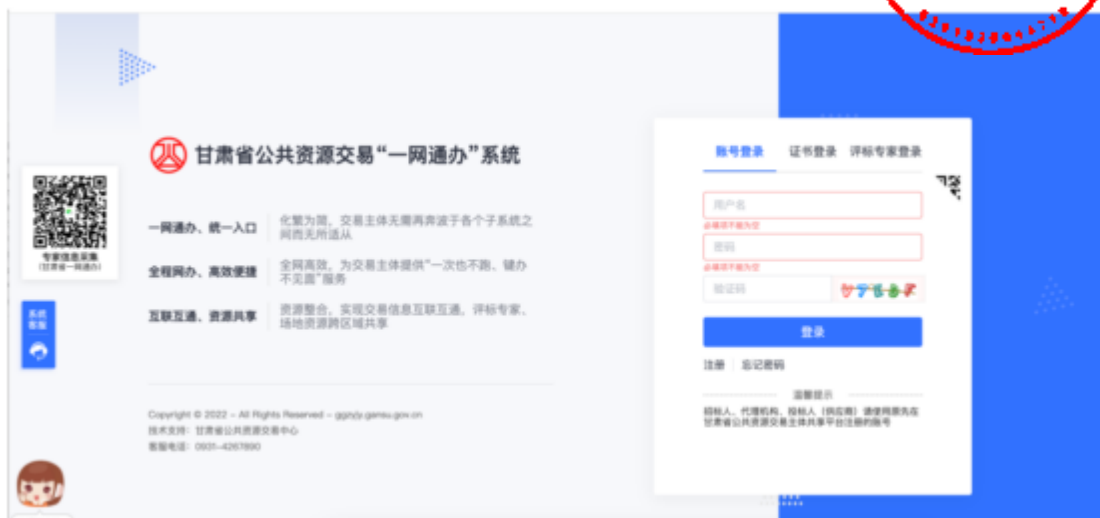 甘肃省公共资源交易“一网通办”系统
专家信息采集
(甘肃省一网通办)
系统
客服
一网通办、统一入口
化繁为简，交易主体无需再奔波于各个子系统之
间而无所适从
全程网办、高效便捷
全网高效，为交易主体提供“一次也不跑、键办
不见面”服务
互联互通、资源共享
资源整合，实现交易信息互联互通，评标专家、
场地资源跨区域共享
Copyright © 2022 - All Rights Reserved - ggzyjy.gansu.gov.cn
技术支持：甘肃省公共资源交易中心
客服电话：0931-4267890
账号登录 证书登录 评标专家登录
用户名
必填项不能为空
密码
必填项不能为空
验证码
登录
注册 忘记密码
温馨提示
招标人、代理机构、投标人（供应商）请使用原先在
甘肃省公共资源交易主体共享平台注册的账号